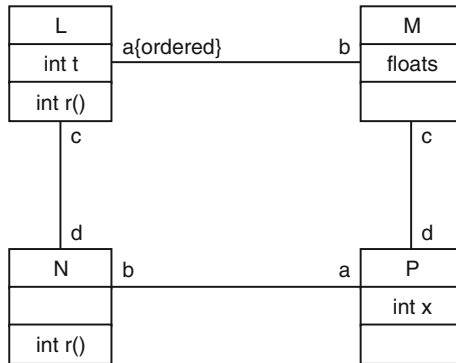 L
int t
int r()
a{ordered}
b
M
floats
c
c
d
d
N
int r()
b
a
P
int x